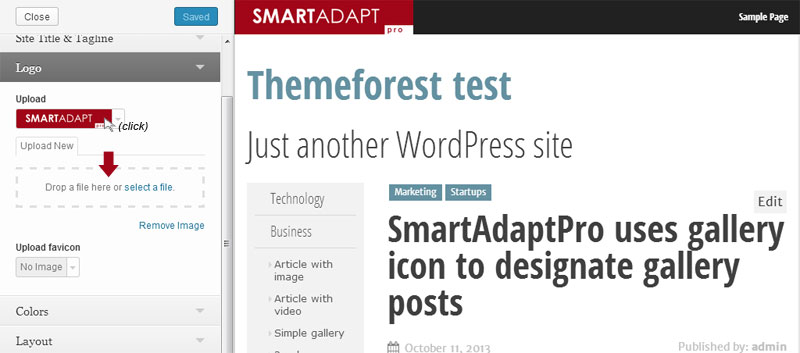 Close
Saved
Site Title & Tagline
Logo
Upload
SMARTADAPT
(click)
Upload New
Drop a file here or select a file.
Remove Image
Upload favicon
No Image
Colors
Layout
SMARTADAPT
pro
Sample Page
Themeforest test
Just another WordPress site
Technology
Business
› Article with
image
› Article with
video
› Simple gallery
Marketing
Startups
Edit
SmartAdaptPro uses gallery
icon to designate gallery
posts
October 11, 2013
Published by: admin